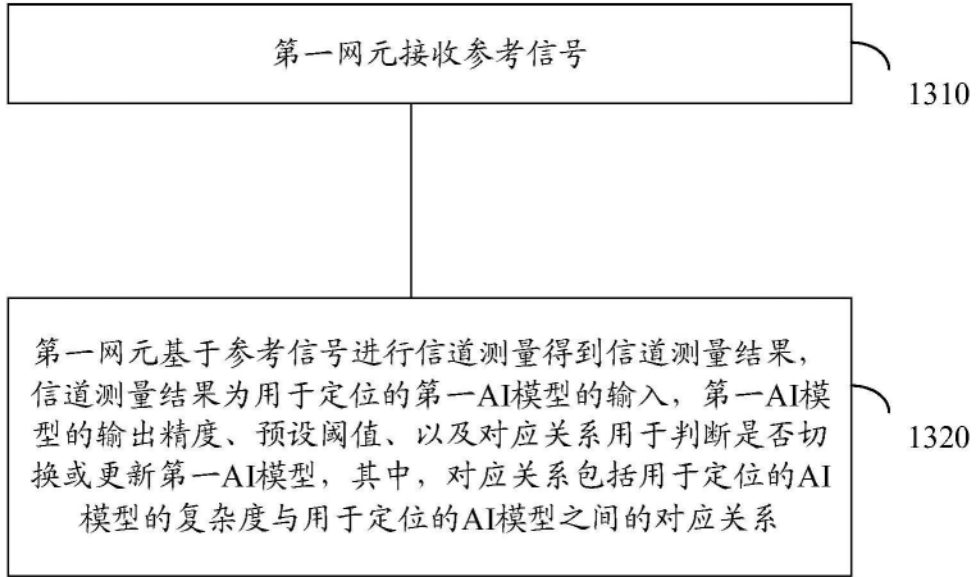 第一网元接收参考信号
1310
第一网元基于参考信号进行信道测量得到信道测量结果，
信道测量结果为用于定位的第一AI模型的输入，第一AI模
型的输出精度、预设阈值、以及对应关系用于判断是否切
换或更新第一AI模型，其中，对应关系包括用于定位的AI
模型的复杂度与用于定位的AI模型之间的对应关系
1320